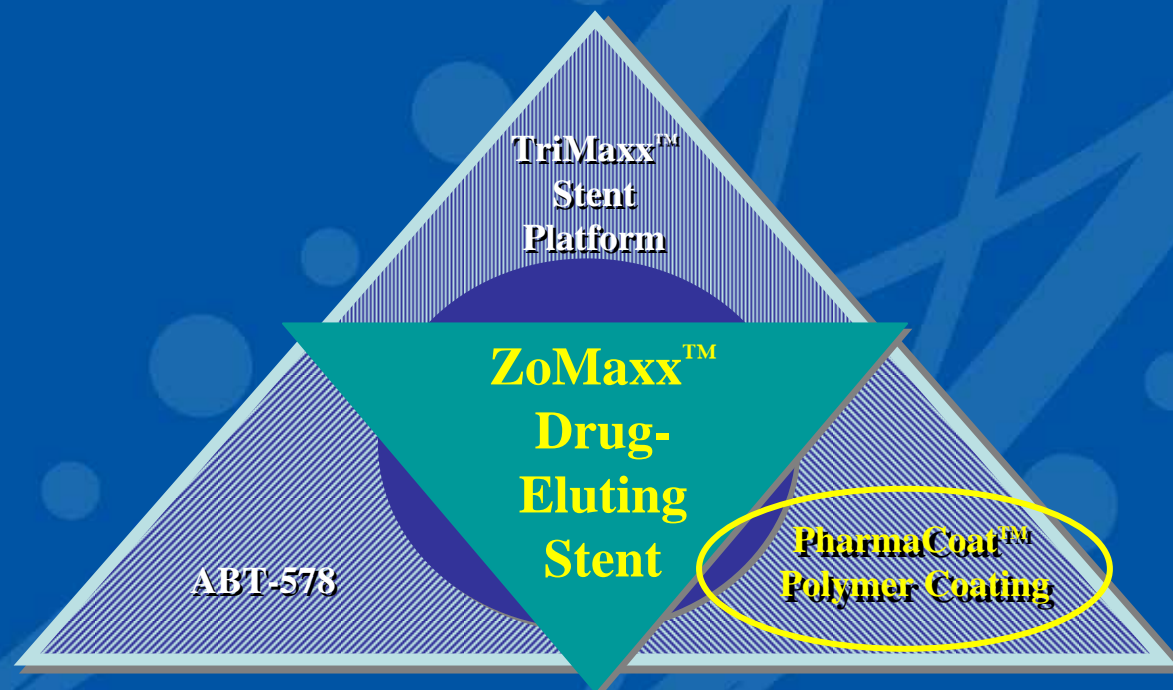 TriMaxx™
Stent
Platform
ZoMaxx™
Drug-
Eluting
Stent
ABT-578
PharmaCoat™
Polymer Coating